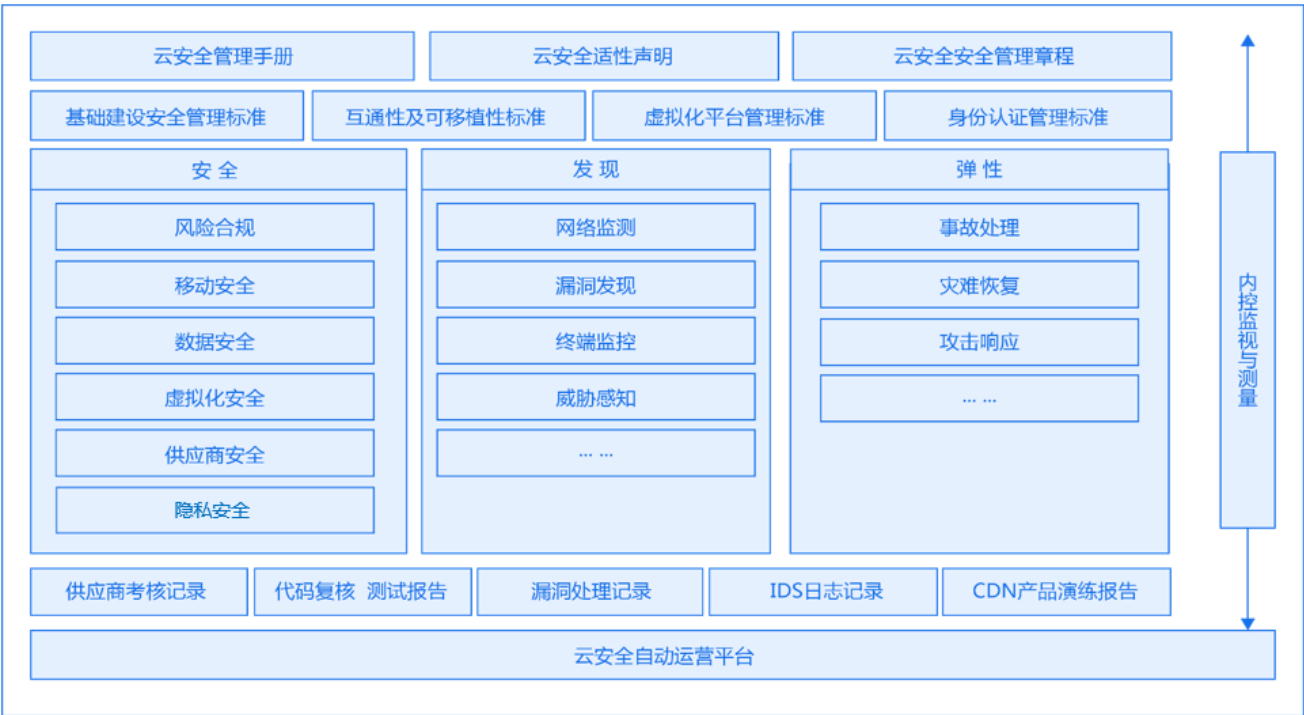 云安全管理手册
云安全适性声明
云安全安全管理章程
基础建设安全管理标准
互通性及可移植性标准
虚拟化平台管理标准
身份认证管理标准
安 全
风险合规
移动安全
数据安全
虚拟化安全
供应商安全
隐私安全
发 现
网络监测
漏洞发现
终端监控
威胁感知
... ...
弹 性
事故处理
灾难恢复
攻击响应
... ...
内控监视与测量
供应商考核记录
代码复核 测试报告
漏洞处理记录
IDS日志记录
CDN产品演练报告
云安全自动运营平台